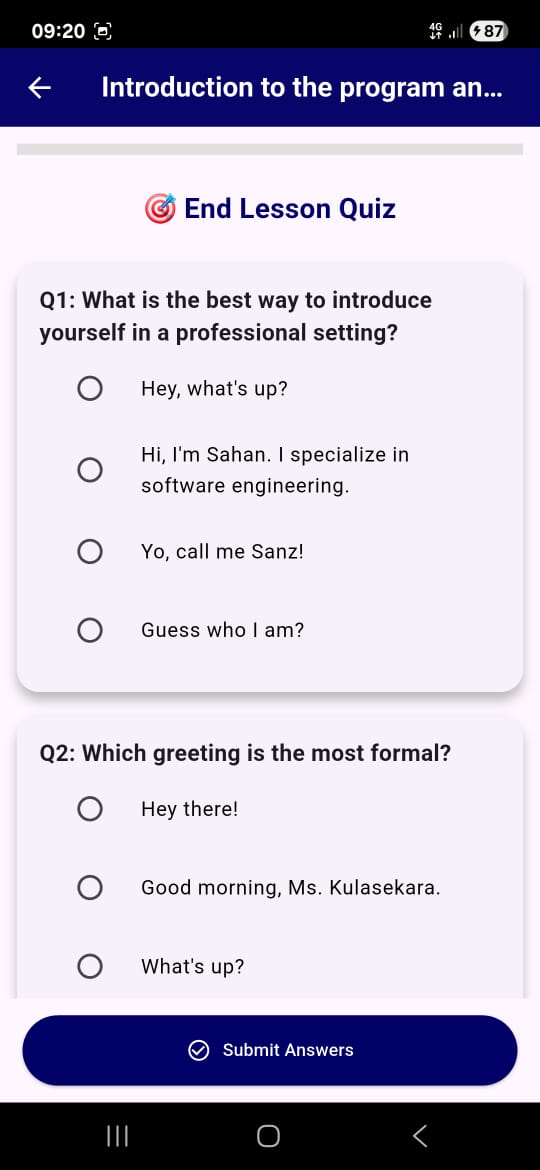 09:20
4G
87
Introduction to the program an...
🎯 End Lesson Quiz
Q1: What is the best way to introduce
yourself in a professional setting?
Hey, what's up?
Hi, I'm Sahan. I specialize in
software engineering.
Yo, call me Sanz!
Guess who I am?
Q2: Which greeting is the most formal?
Hey there!
Good morning, Ms. Kulasekara.
What's up?
Submit Answers